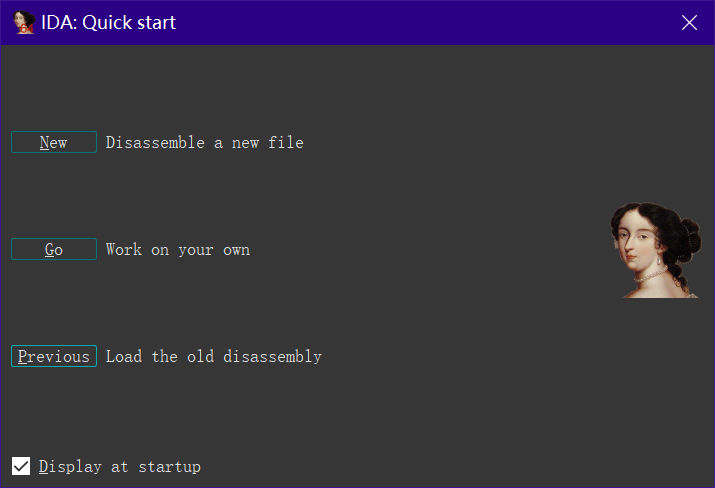 IDA: Quick start
New Disassemble a new file
Go Work on your own
Previous Load the old disassembly
Display at startup